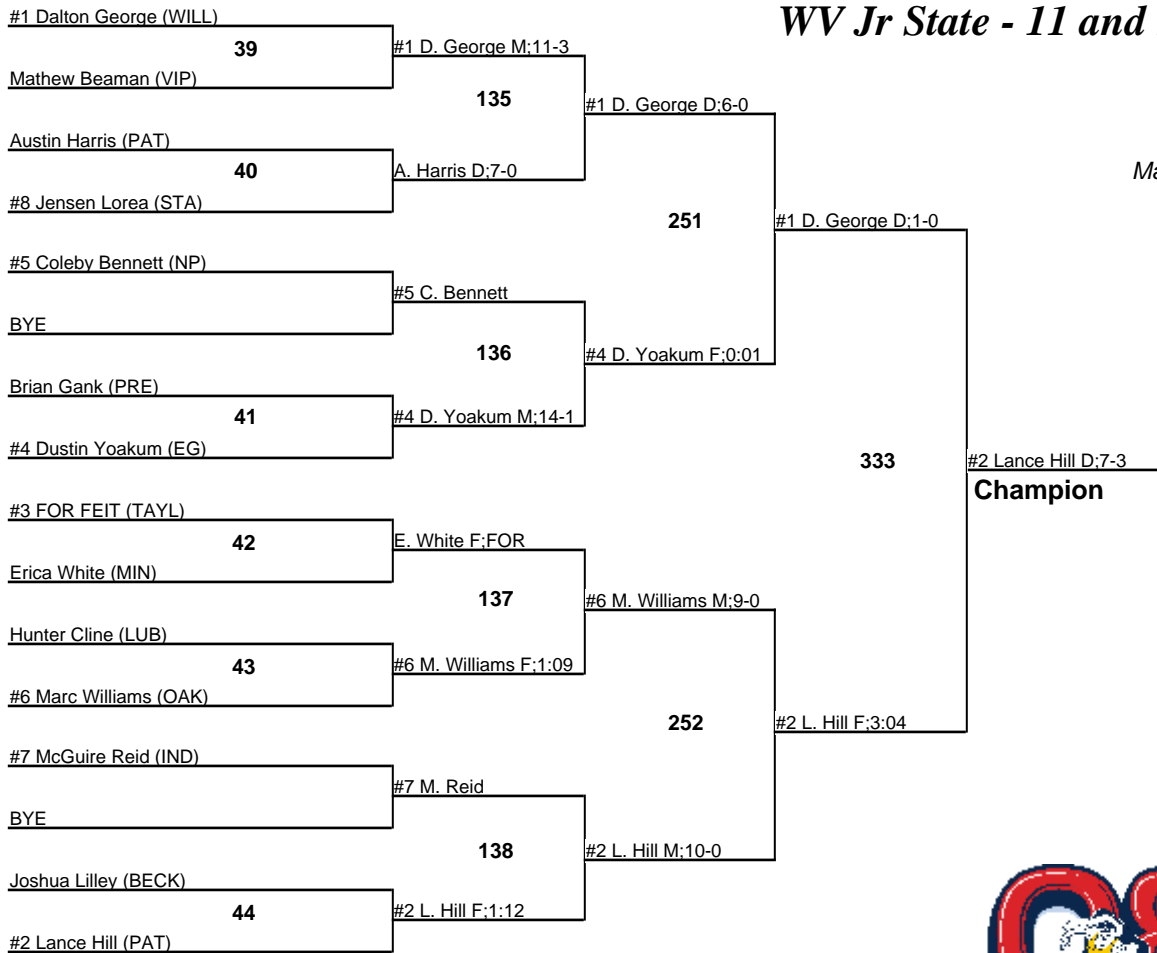 WV Jr State - 11 and
#1 Dalton George (WILL)
39
Mathew Beaman (VIP)
#1 D. George M;11-3
135
Austin Harris (PAT)
40
#8 Jensen Lorea (STA)
A. Harris D;7-0
#1 D. George D;6-0
251
#5 Coleby Bennett (NP)
BYE
#5 C. Bennett
136
Brian Gank (PRE)
41
#4 Dustin Yoakum (EG)
#4 D. Yoakum M;14-1
#4 D. Yoakum F;0:01
#1 D. George D;1-0
333
#3 FOR FEIT (TAYL)
42
Erica White (MIN)
E. White F;FOR
137
Hunter Cline (LUB)
43
#6 Marc Williams (OAK)
#6 M. Williams F;1:09
#6 M. Williams M;9-0
252
#7 McGuire Reid (IND)
BYE
#7 M. Reid
138
Joshua Lilley (BECK)
44
#2 Lance Hill (PAT)
#2 L. Hill F;1:12
#2 L. Hill M;10-0
#2 L. Hill F;3:04
#2 Lance Hill D;7-3
Champion
Ma